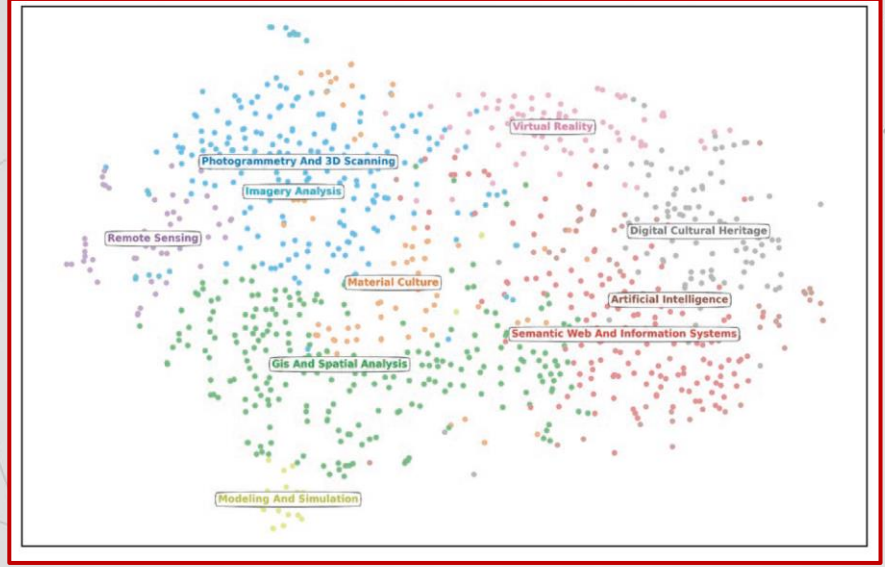 Virtual Reality
Photogrammetry And 3D Scanning
Imagery Analysis
Remote Sensing
Digital Cultural Heritage
Material Culture
Artificial Intelligence
Semantic Web And Information Systems
Gis And Spatial Analysis
Modeling And Simulation